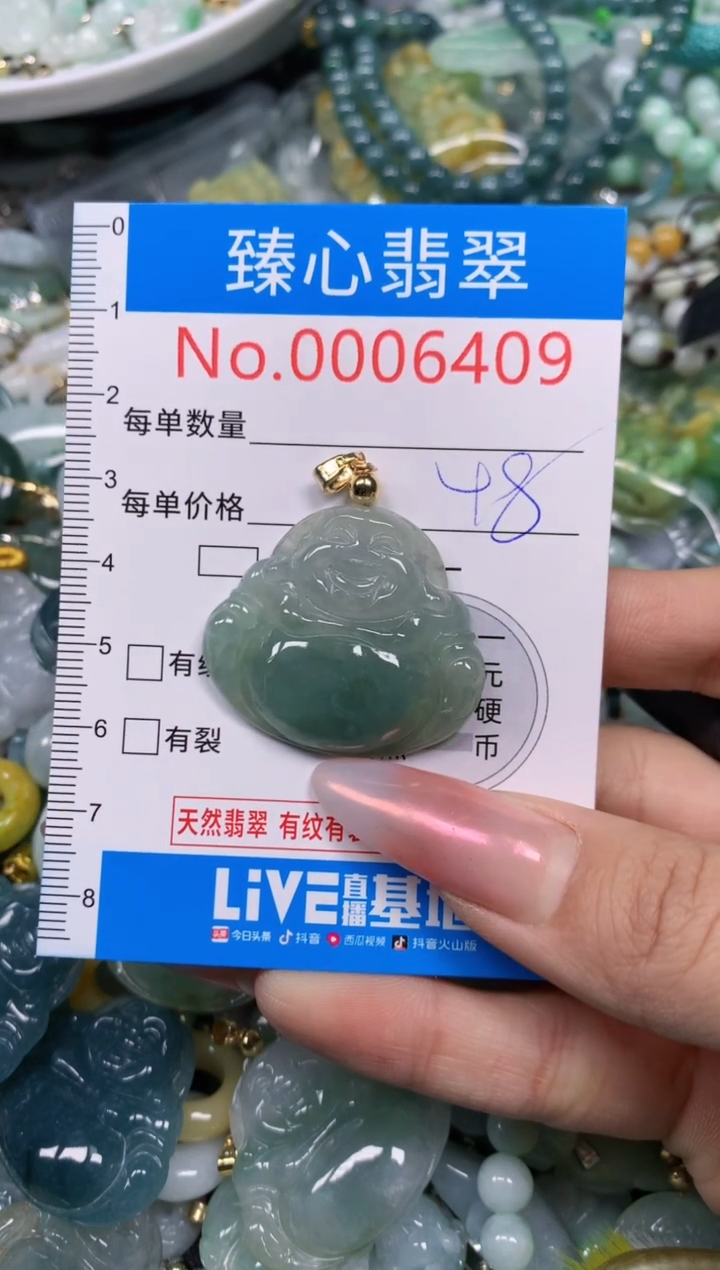 0
臻心翡翠
1
No.0006409
2
每单数量
3
每单价格 48
4
5
有
元
硬
6
有裂
币
7
天然翡翠 有纹有
8
LiVE直播基地
头条 今日头条 抖音 西瓜视频 抖音火山版